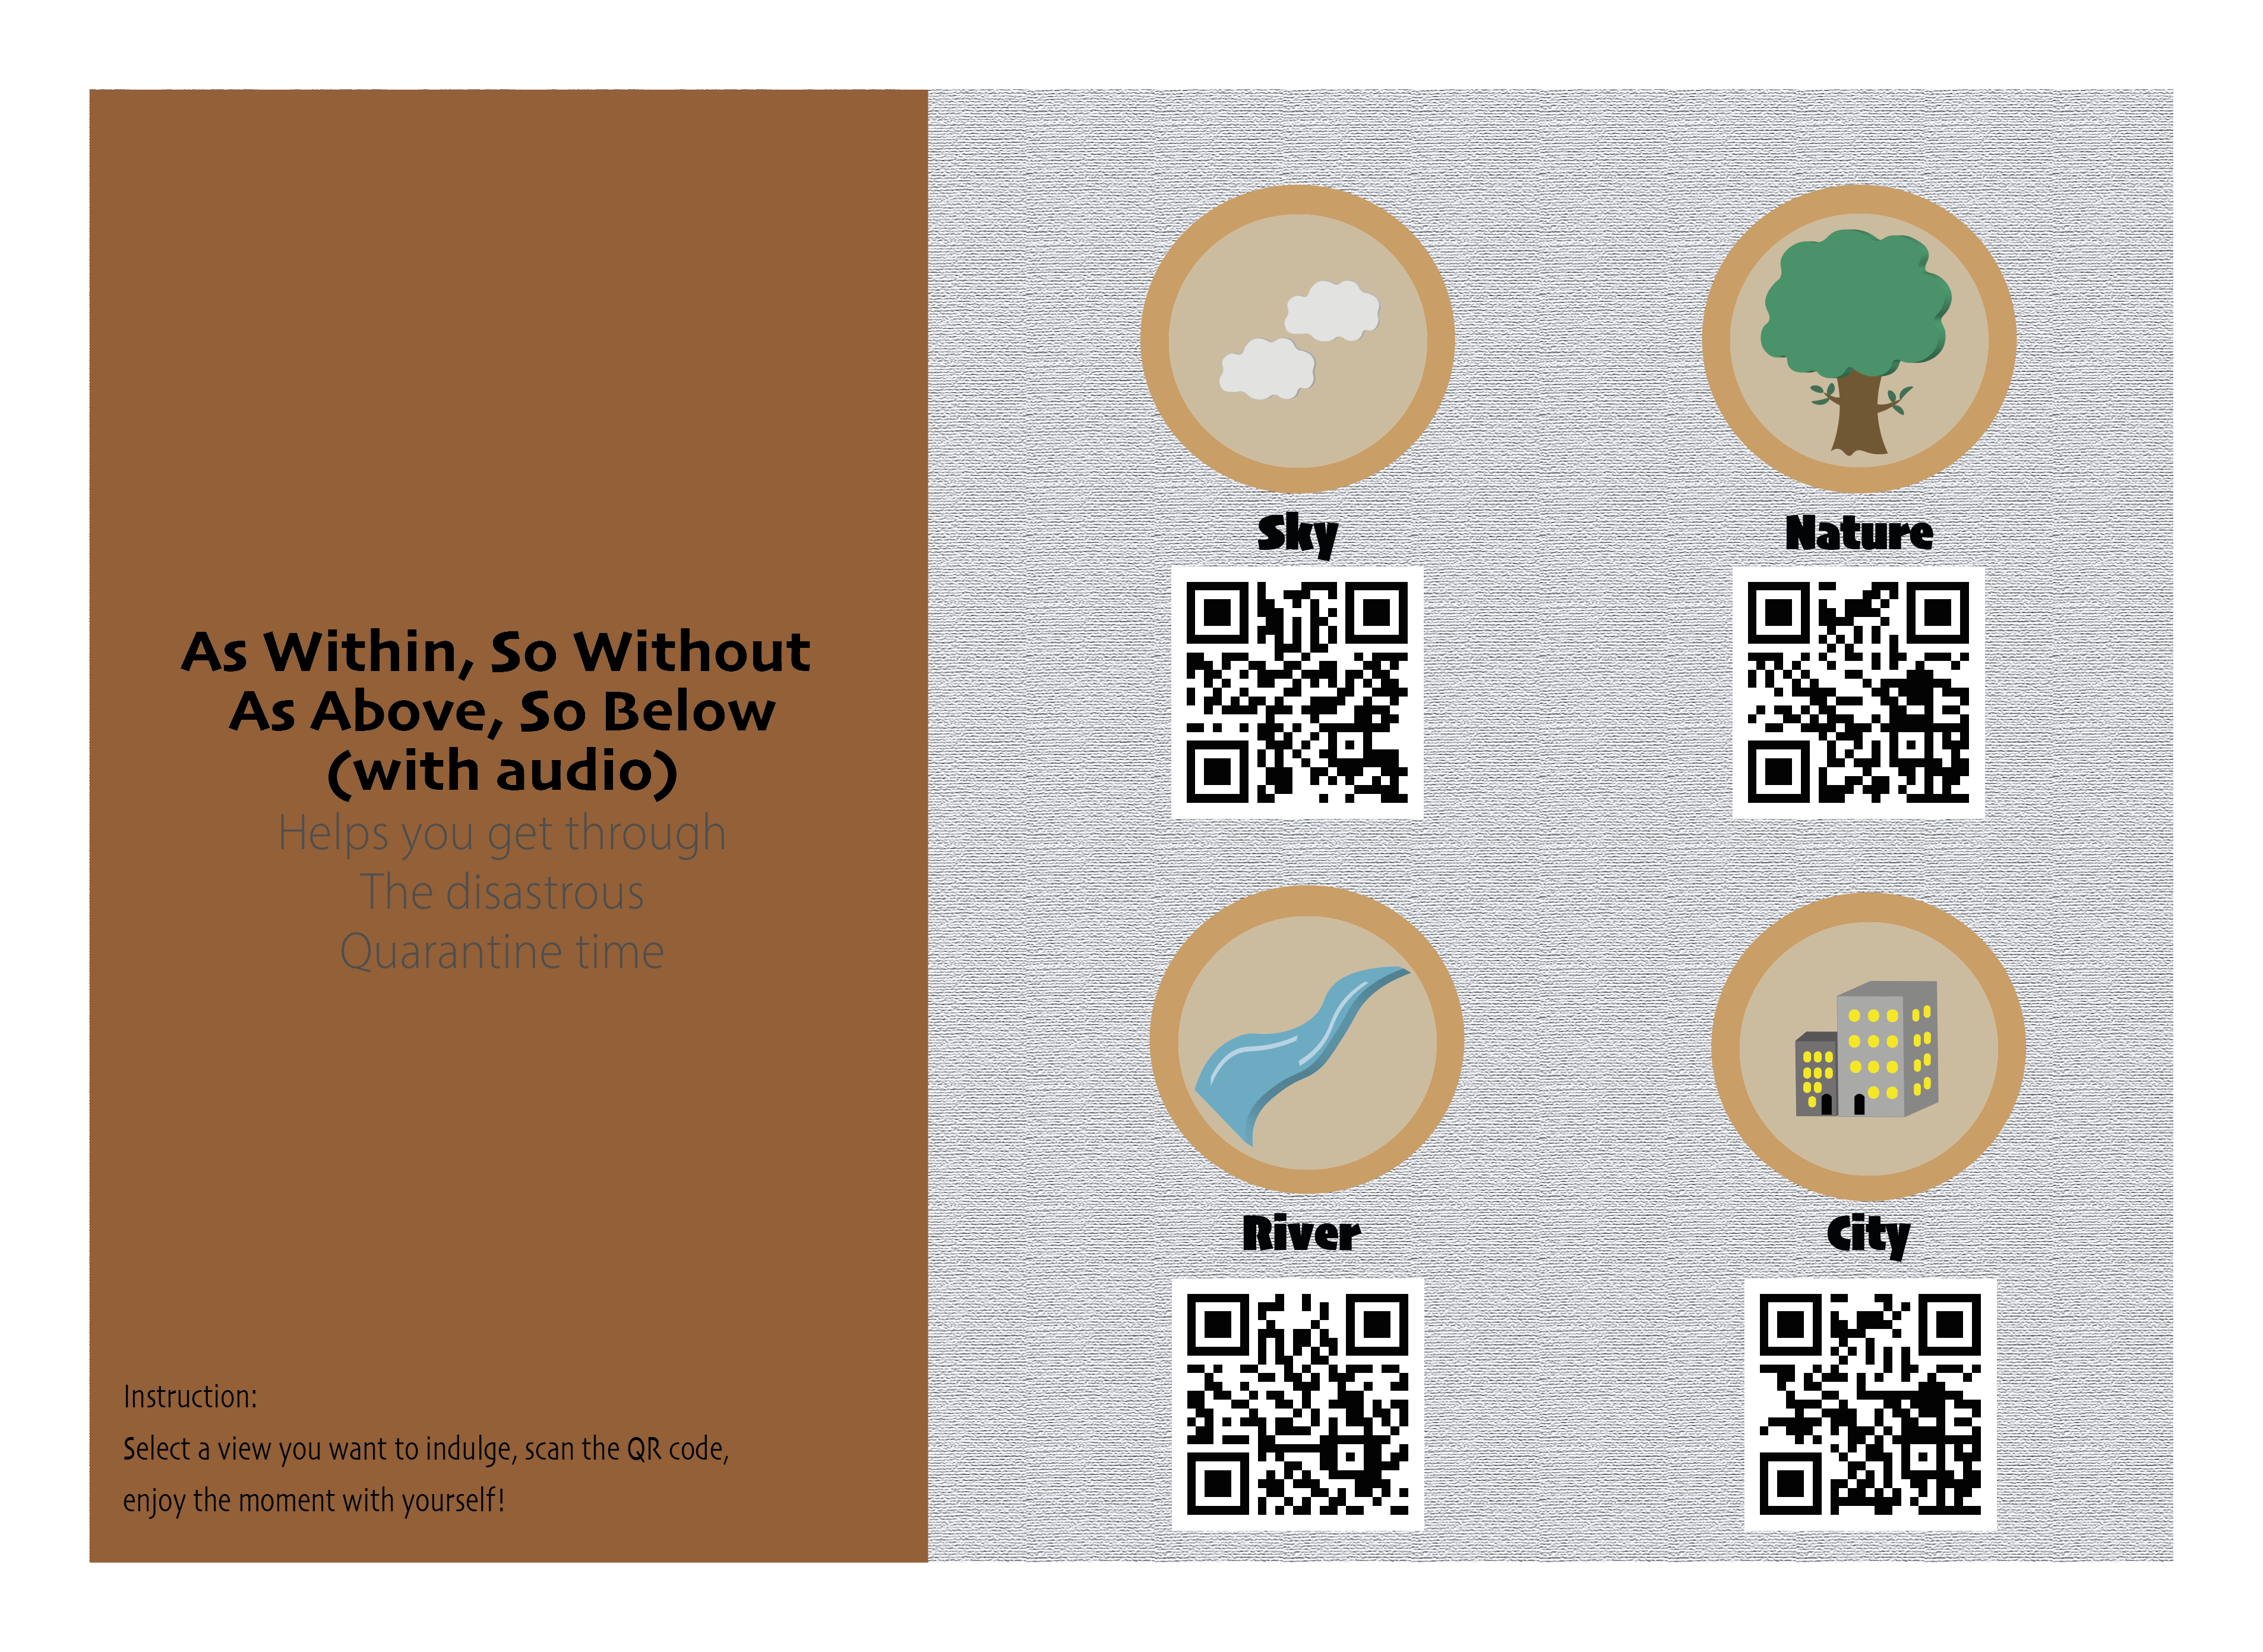 As Within, So Without
As Above, So Below
(with audio)
Helps you get through
The disastrous
Quarantine time
Instruction:
Select a view you want to indulge, scan the QR code,
enjoy the moment with yourself!
Sky
Nature
River
City